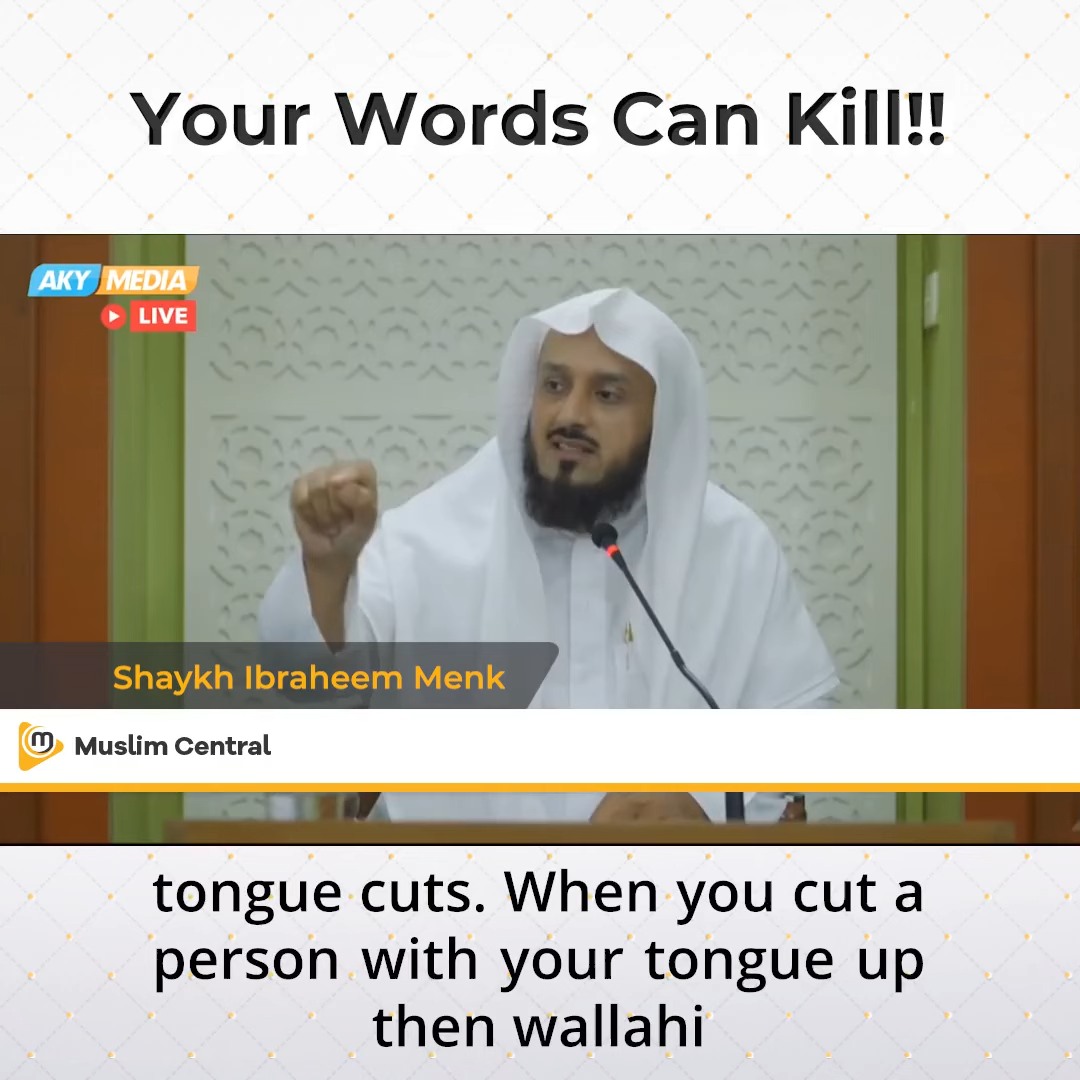 Your Words Can Kill!!
AKY MEDIA
LIVE
Shaykh Ibraheem Menk
m Muslim Central
tongue cuts. When you cut a
person with your tongue up
then wallahi